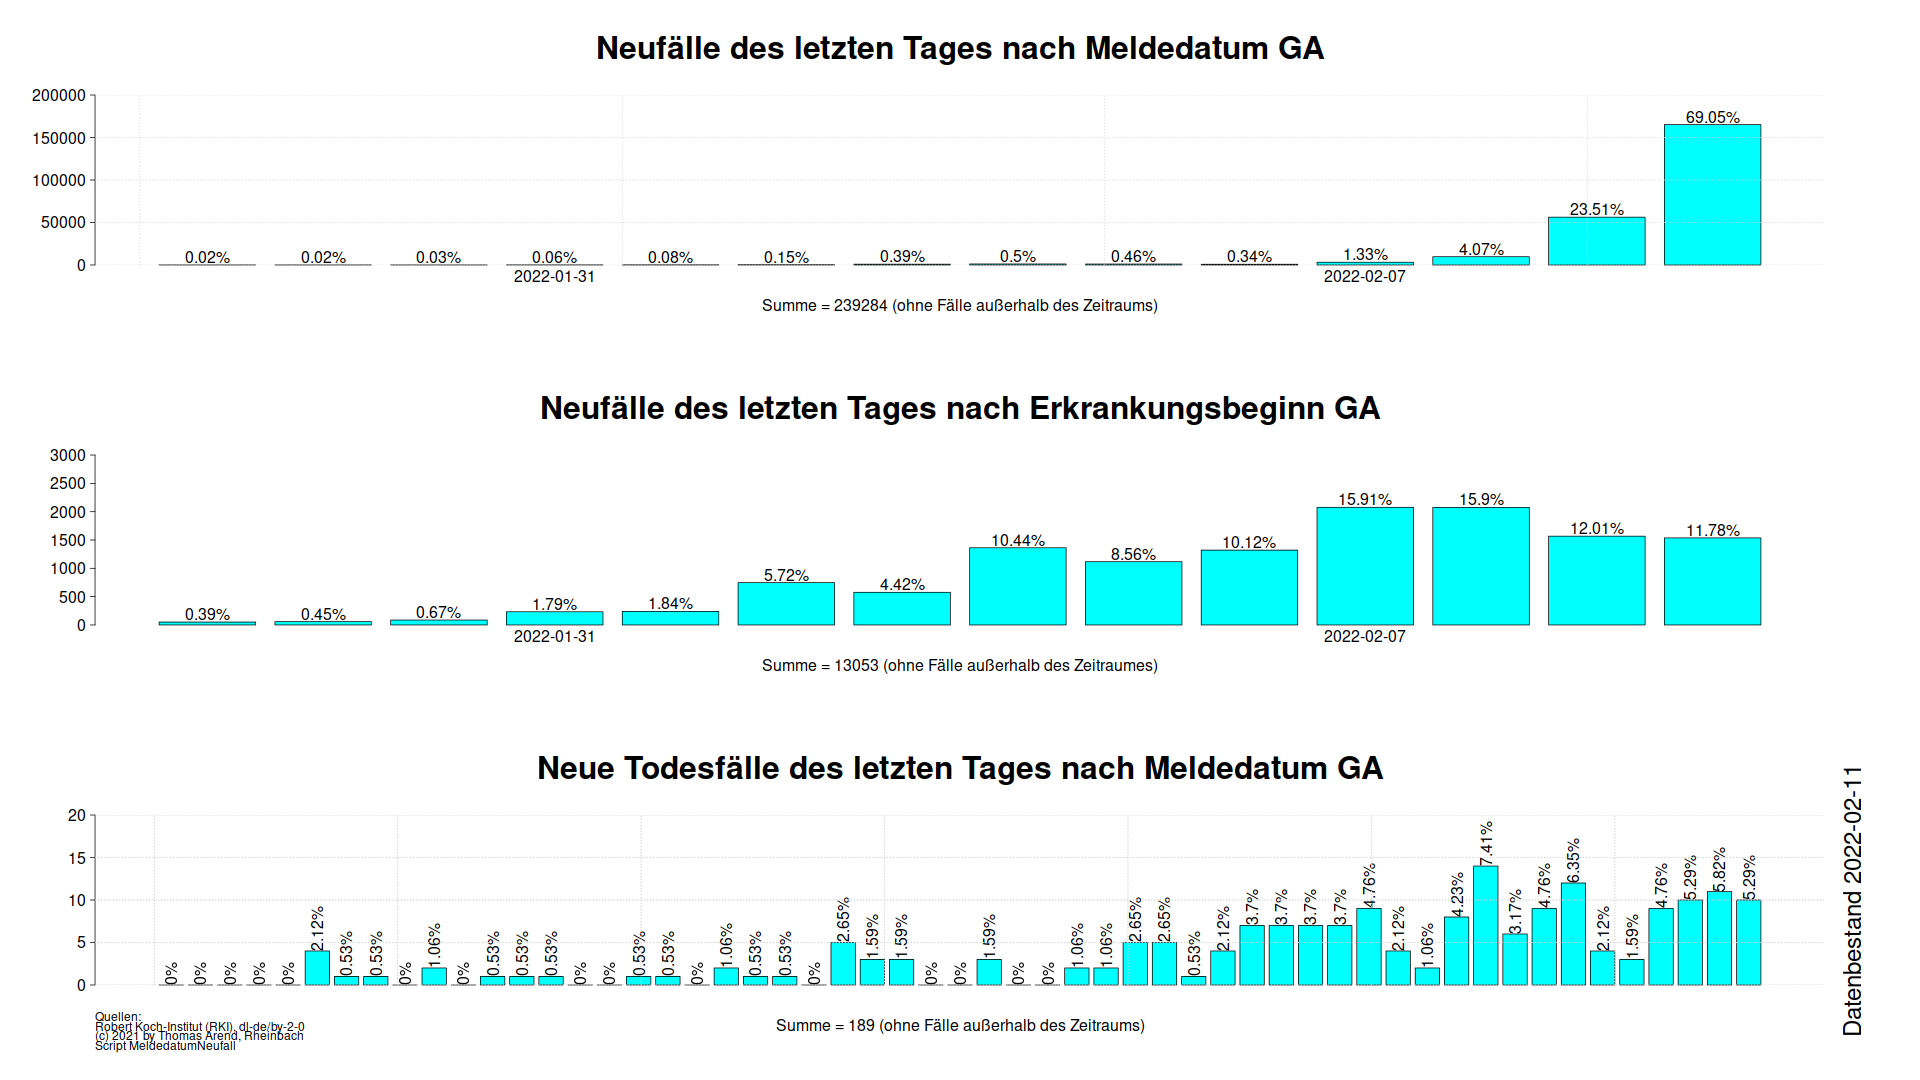 Neufälle des letzten Tages nach Meldedatum GA
200000
150000
100000
50000
0
0.02% 0.02% 0.03% 0.06% 0.08% 0.15% 0.39% 0.5% 0.46% 0.34% 1.33% 4.07% 23.51% 69.05%
2022-01-31 2022-02-07
Summe = 239284 (ohne Fälle außerhalb des Zeitraums)
Neufälle des letzten Tages nach Erkrankungsbeginn GA
3000
2500
2000
1500
1000
500
0
0.39% 0.45% 0.67% 1.79% 1.84% 5.72% 4.42% 10.44% 8.56% 10.12% 15.91% 15.9% 12.01% 11.78%
2022-01-31 2022-02-07
Summe = 13053 (ohne Fälle außerhalb des Zeitraumes)
Neue Todesfälle des letzten Tages nach Meldedatum GA
20
15
10
5
0
0% 0% 0% 0% 0% 2.12% 0.53% 0.53% 0% 1.06% 0% 0.53% 0.53% 0.53% 0% 0% 0.53% 0.53% 0% 1.06% 0.53% 0.53% 0% 2.65% 1.59% 1.59% 0% 0% 1.59% 0% 0% 1.06% 1.06% 2.65% 2.65% 0.53% 2.12% 3.7% 3.7% 3.7% 3.7% 4.76% 2.12% 1.06% 4.23% 7.41% 3.17% 4.76% 6.35% 2.12% 1.59% 4.76% 5.29% 5.82% 5.29%
Summe = 189 (ohne Fälle außerhalb des Zeitraums)
Quellen:
Robert Koch-Institut (RKI), dl-de/by-2-0
(c) 2021 by Thomas Arend, Rheinbach
Script MeldedatumNeufall
Datenbestand 2022-02-11